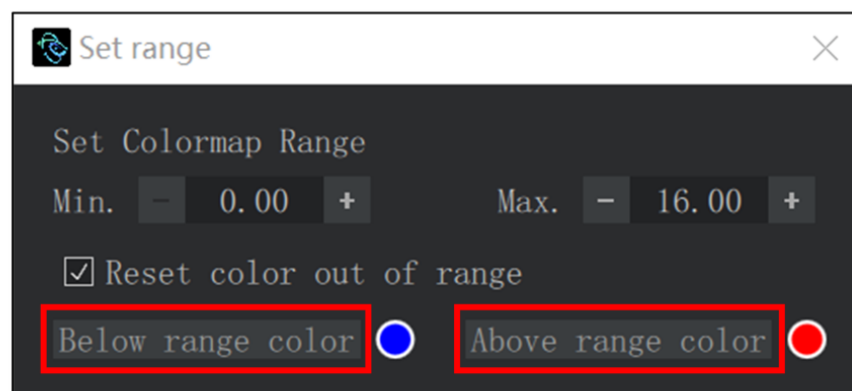 Set range
Set Colormap Range
Min. - 0.00 + Max. - 16.00 +
Reset color out of range
Below range color Above range color